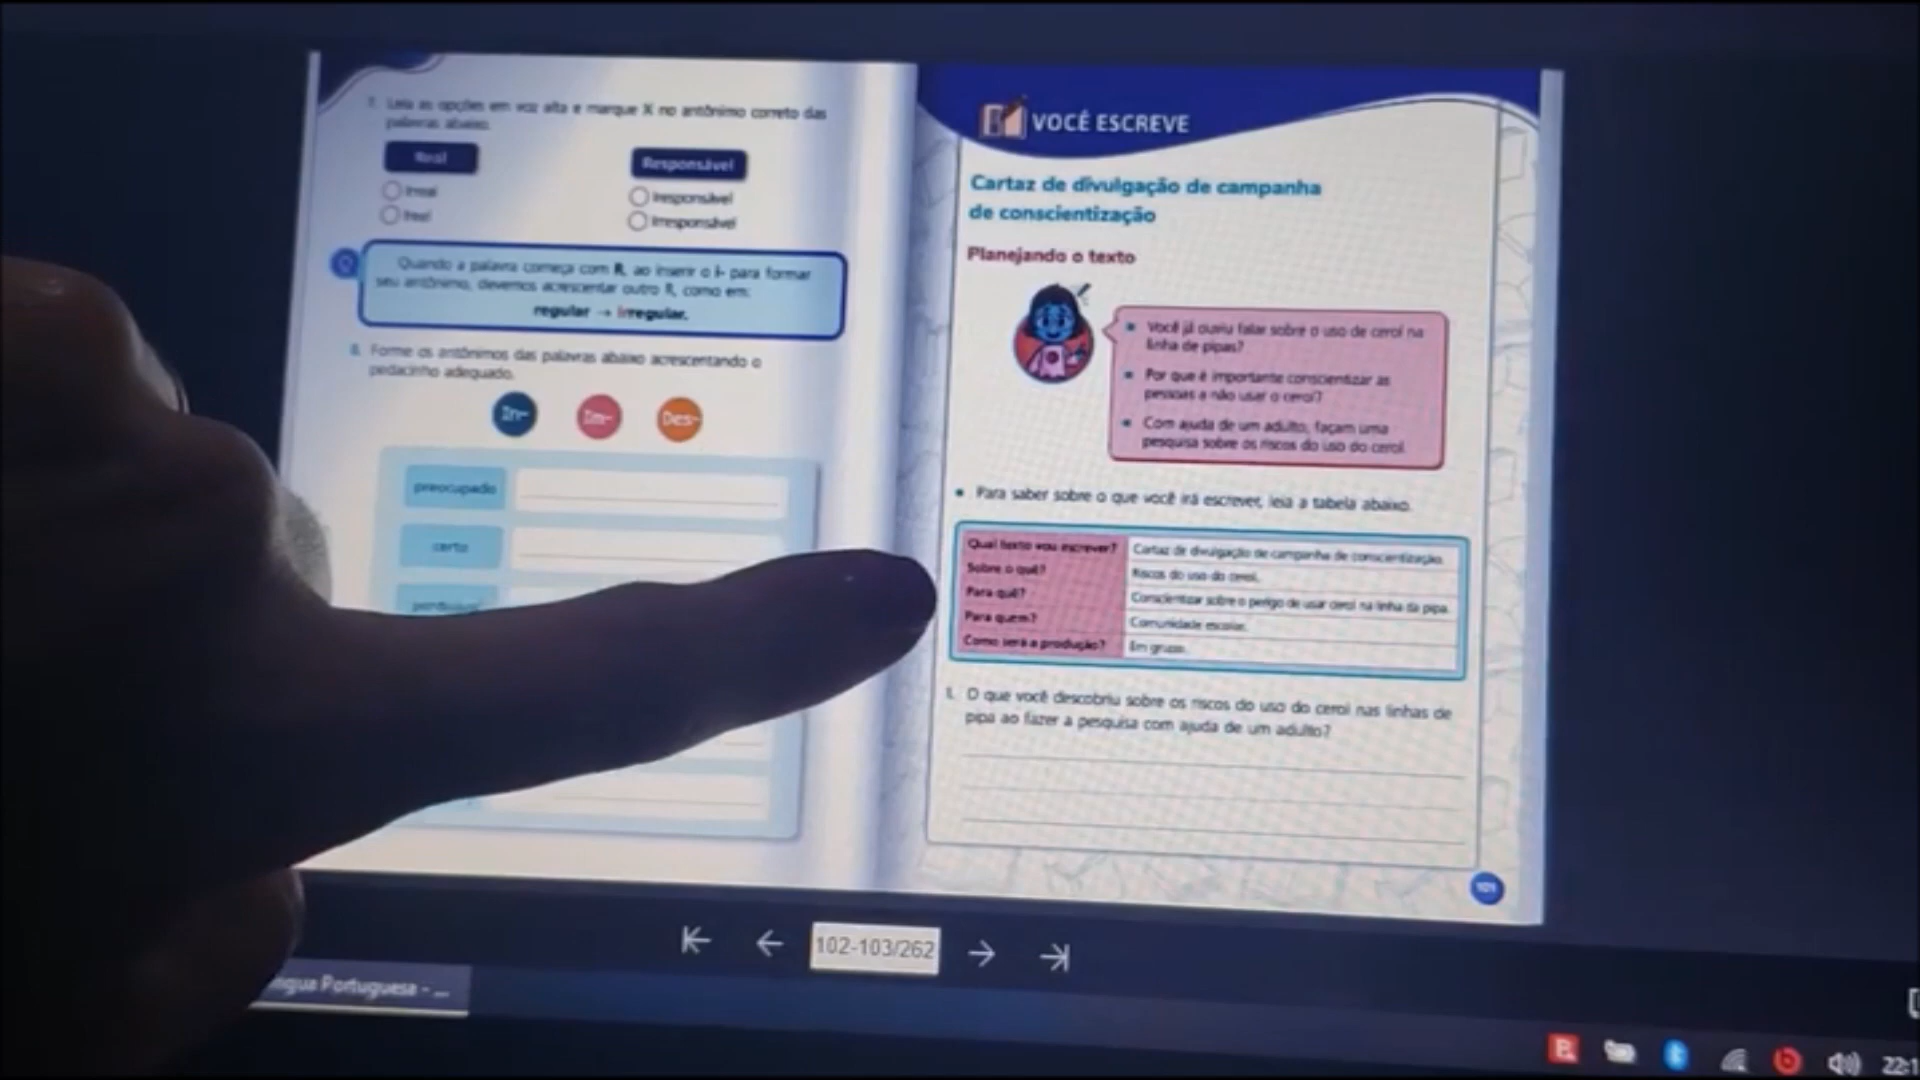 7. Leia as opções em voz alta e marque X no antônimo correto das
palavras abaixo.
Real
Responsável
Irreal
Ireal
Iresponsável
Irresponsável
Quando a palavra começa com R, ao inserir o i- para formar
seu antônimo, devemos acrescentar outro R, como em:
regular → irregular.
8. Forme os antônimos das palavras abaixo acrescentando o
pedacinho adequado.
In-
Im-
Des-
preocupado
certo
VOCÊ ESCREVE
Cartaz de divulgação de campanha
de conscientização
Planejando o texto
Você já ouviu falar sobre o uso de cerol na
linha de pipas?
Por que é importante conscientizar as
pessoas a não usar o cerol?
Com ajuda de um adulto, façam uma
pesquisa sobre os riscos do uso do cerol.
Para saber sobre o que você irá escrever, leia a tabela abaixo.
Qual texto vou escrever? Cartaz de divulgação de campanha de conscientização.
Sobre o quê? Riscos do uso do cerol.
Para quê? Conscientizar sobre o perigo de usar cerol na linha da pipa.
Para quem? Comunidade escolar.
Como será a produção? Em grupo.
1. O que você descobriu sobre os riscos do uso do cerol nas linhas de
pipa ao fazer a pesquisa com ajuda de um adulto?
101
102-103/262
ngua Portuguesa - ...
22:1